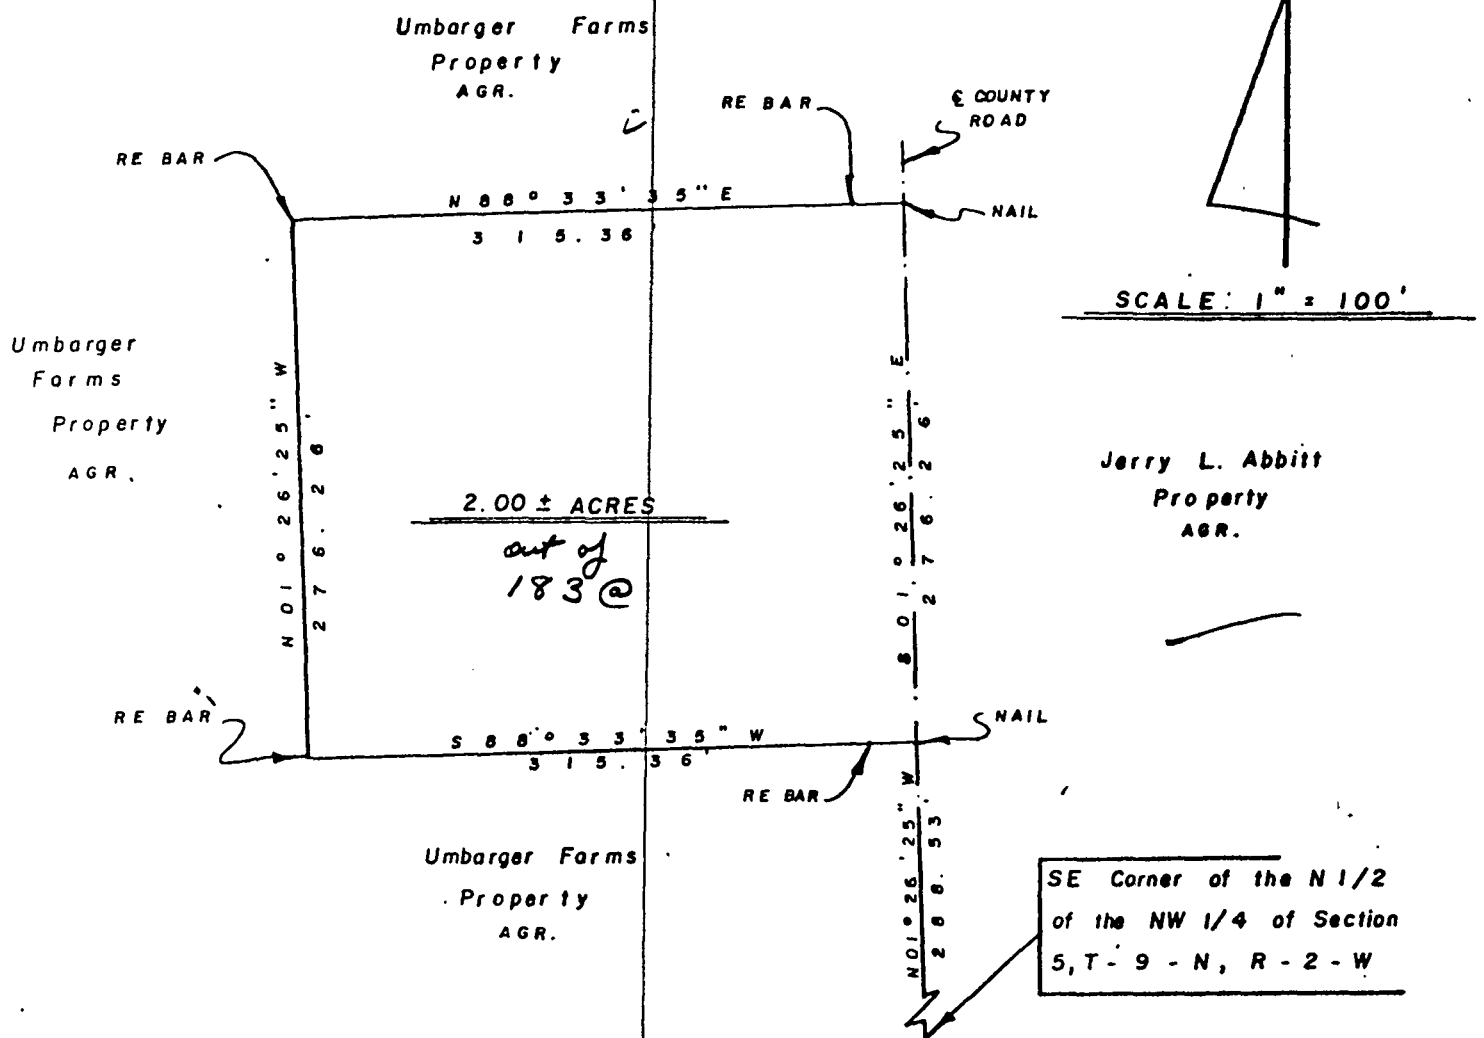 Umbarger Farms
Property
AGR.
RE BAR
℄ COUNTY
ROAD
RE BAR
N 88° 33' 35" E
NAIL
315.36
SCALE: 1" = 100'
Umbarger
Farms
Property
AGR.
N 01° 26' 25" W
276.26'
S 01° 26' 25" E
276.26'
Jerry L. Abbitt
Property
AGR.
2.00 ± ACRES
out of
183 @
RE BAR
NAIL
S 88° 33' 35" W
315.36'
RE BAR
N 01° 26' 25" W
288.53'
Umbarger Farms
Property
AGR.
SE Corner of the N 1/2
of the NW 1/4 of Section
5, T - 9 - N, R - 2 - W